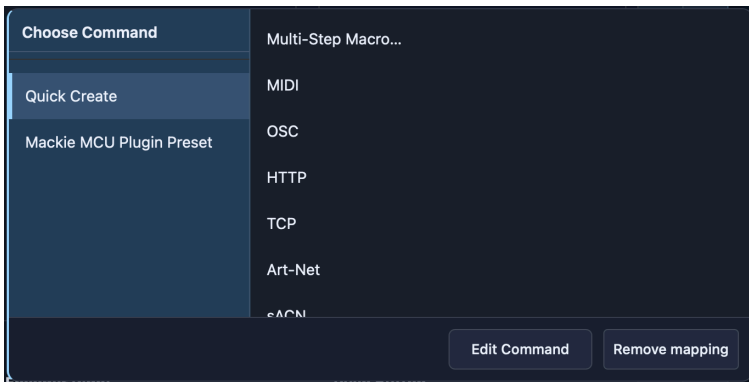 Choose Command
Quick Create
Mackie MCU Plugin Preset
Multi-Step Macro...
MIDI
OSC
HTTP
TCP
Art-Net
sACN
Edit Command
Remove mapping